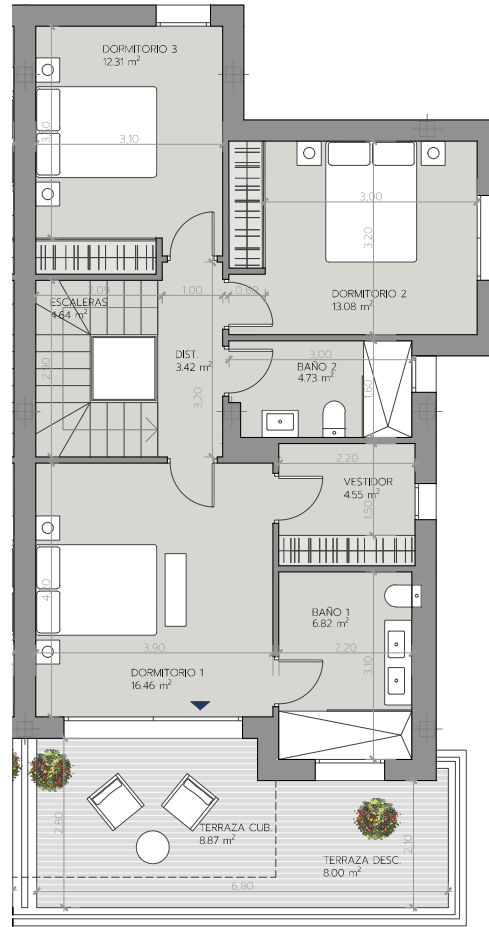 DORMITORIO 3
12.31 m²
3,10
3,00
3,20
DORMITORIO 2
13.08 m²
2.09
1.00
0.60
ESCALERAS
4.64 m²
DIST.
3.42 m²
3,00
BAÑO 2
4.73 m²
1.60
2.90
3,20
2.20
VESTIDOR
4.55 m²
1.50
4.20
BAÑO 1
6.82 m²
3.90
2.20
3.10
DORMITORIO 1
16.46 m²
2.80
TERRAZA CUB.
8.87 m²
2.10
TERRAZA DESC.
8.00 m²
6.80